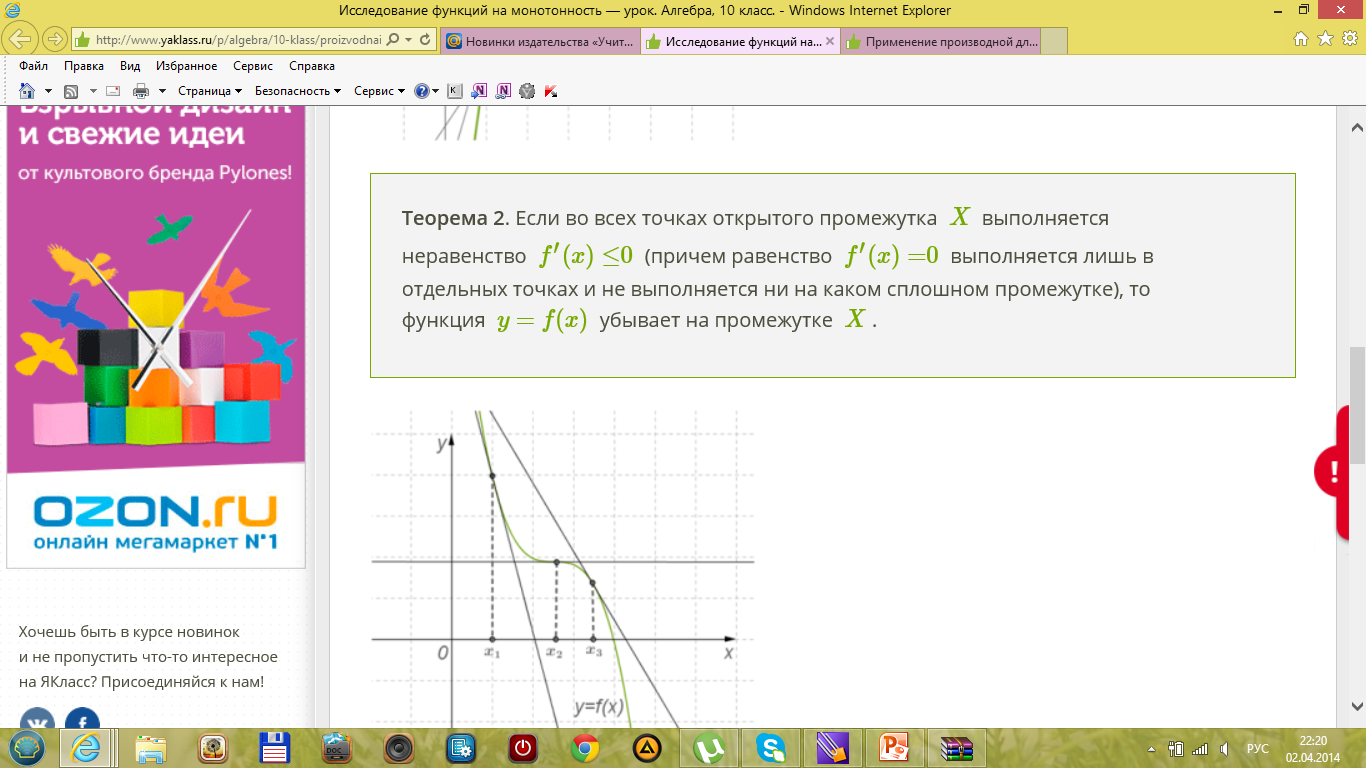 Исследование функций на монотонность — урок. Алгебра, 10 класс. - Windows Internet Explorer
http://www.yaklass.ru/p/algebra/10-klass/proizvodnai
Новинки издательства «Учит...
Исследование функций на...
Применение производной дл...
Файл Правка Вид Избранное Сервис Справка
Страница Безопасность Сервис
взрывной дизайн
и свежие идеи
от культового бренда Pylones!
OZON.RU
онлайн мегамаркет №1
Хочешь быть в курсе новинок
и не пропустить что-то интересное
на ЯКласс? Присоединяйся к нам!
Теорема 2. Если во всех точках открытого промежутка X выполняется
неравенство f′(x) ≤0 (причем равенство f′(x) =0 выполняется лишь в
отдельных точках и не выполняется ни на каком сплошном промежутке), то
функция y = f(x) убывает на промежутке X .
y
0 x₁ x₂ x₃ x
y=f(x)
DOC
РУС
22:20
02.04.2014